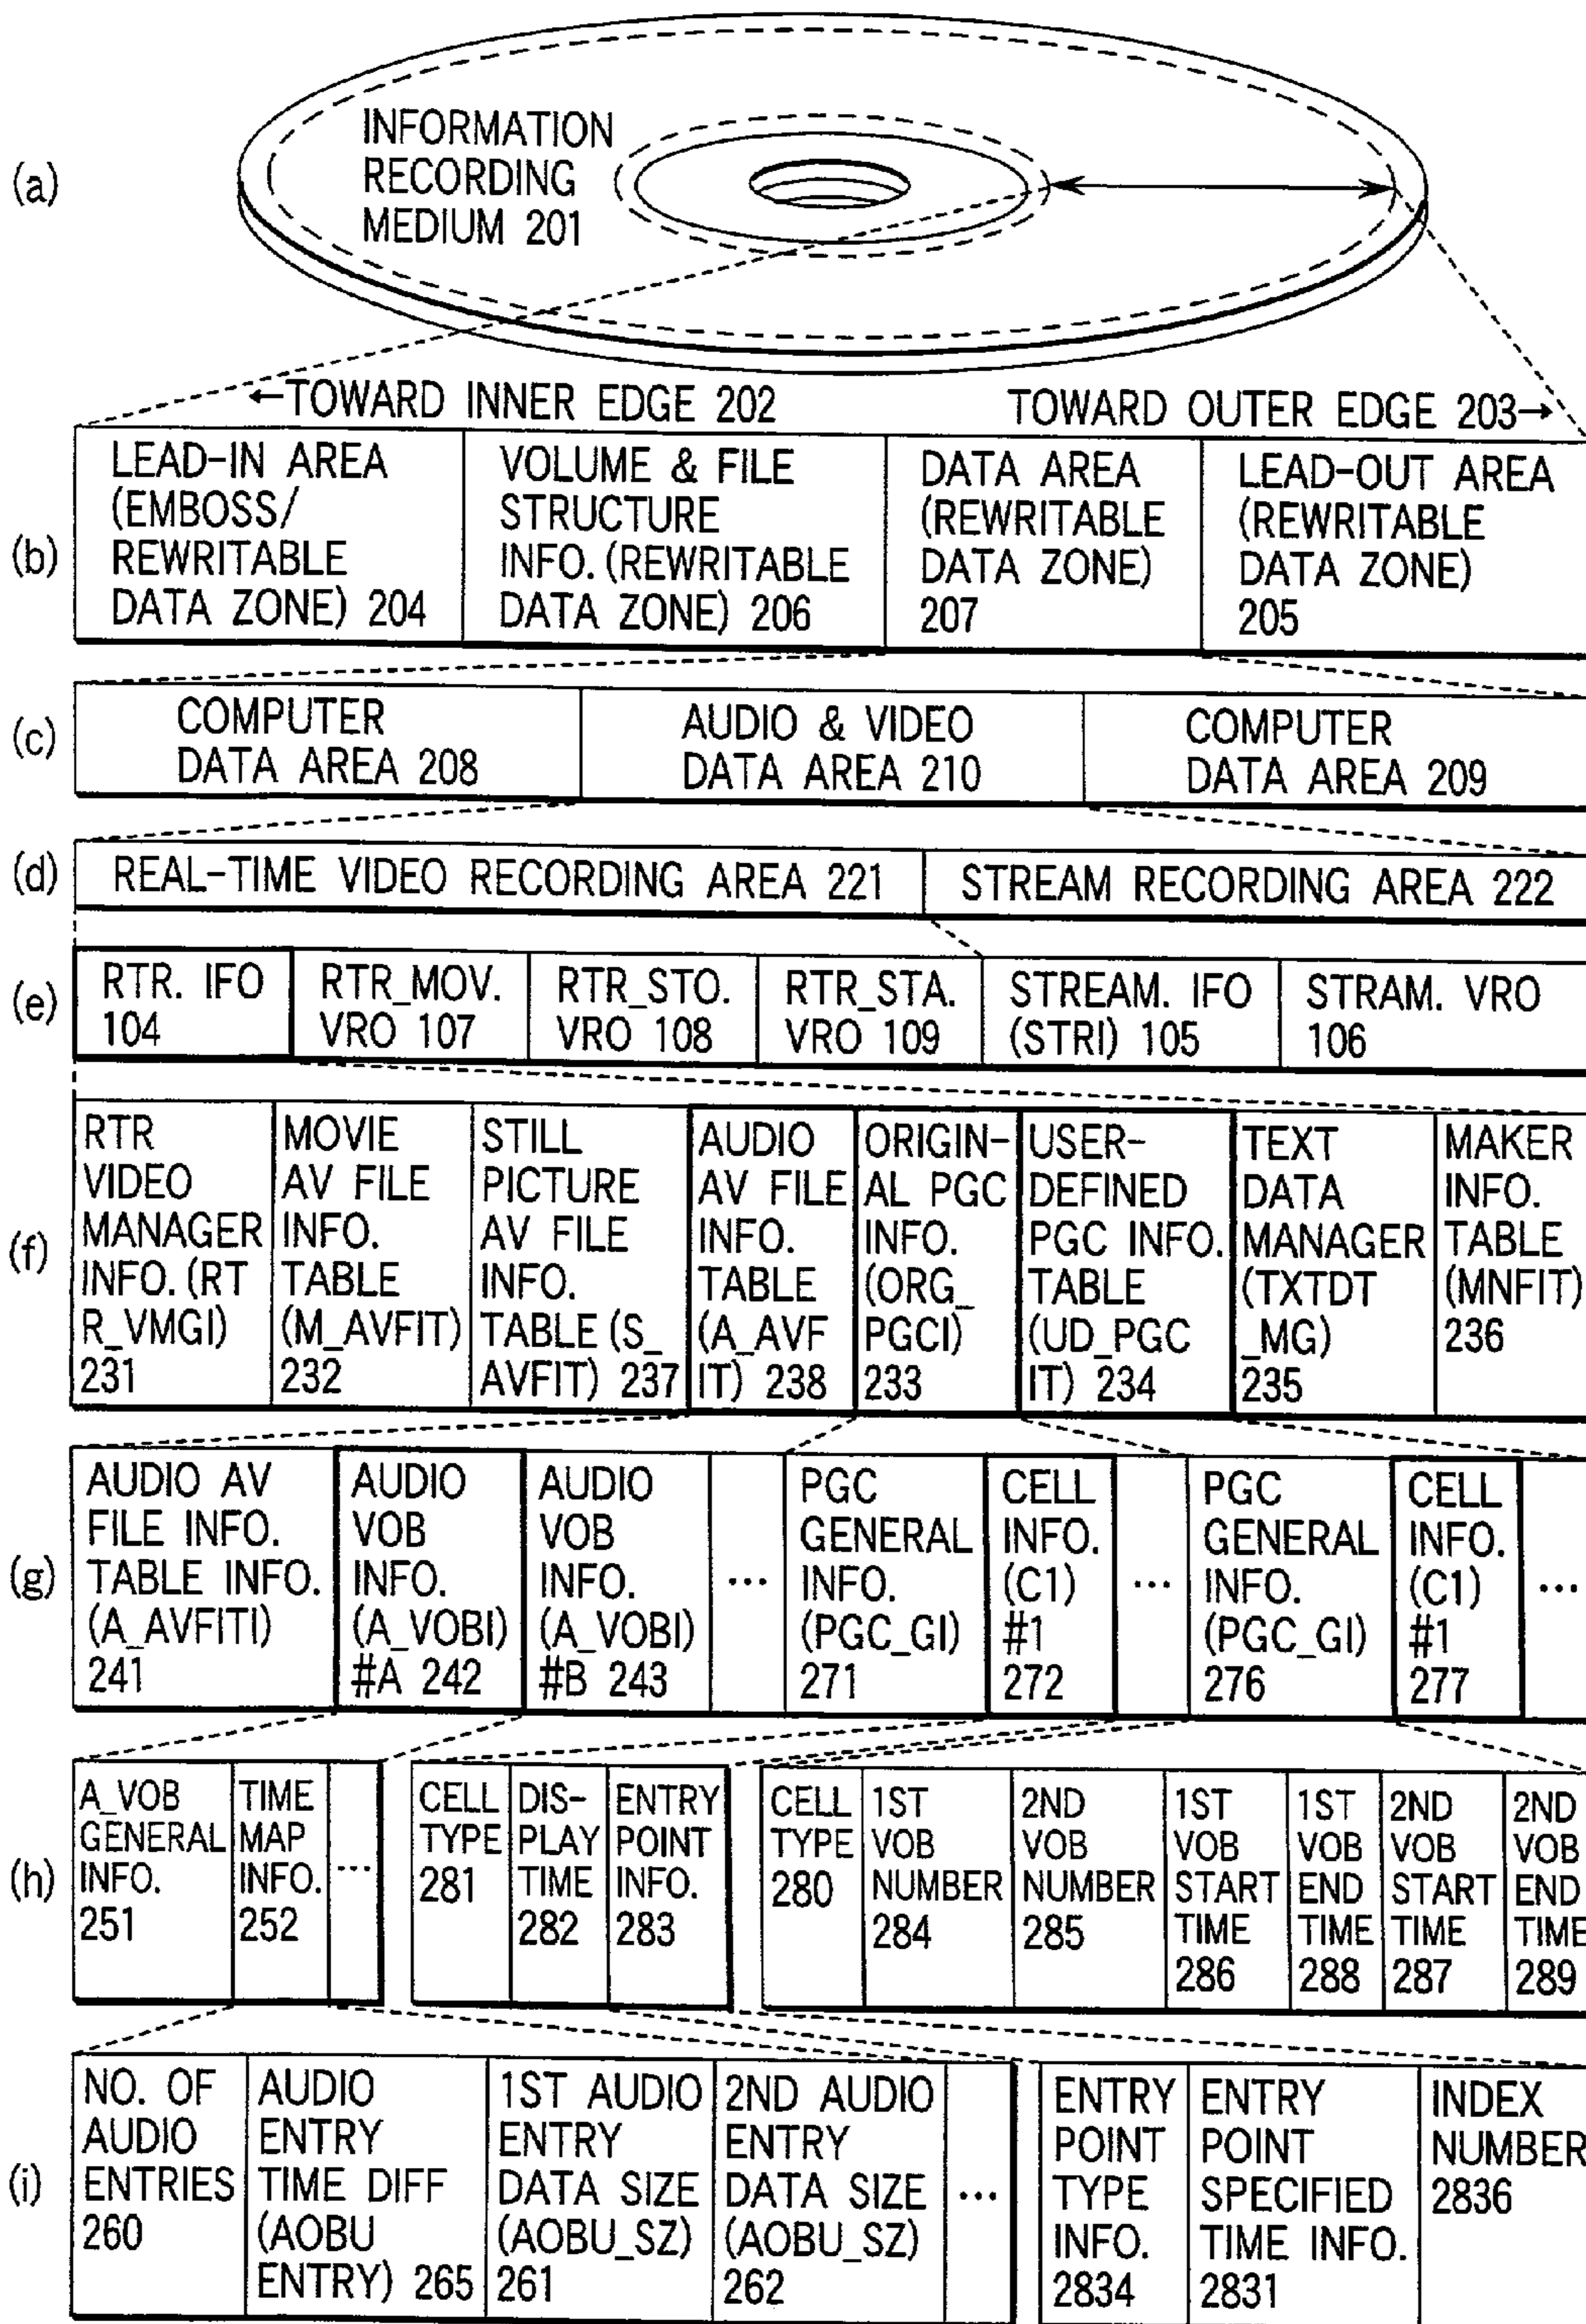 (a)
INFORMATION
RECORDING
MEDIUM 201
←TOWARD INNER EDGE 202
TOWARD OUTER EDGE 203→
(b)
LEAD-IN AREA
(EMBOSS/
REWRITABLE
DATA ZONE) 204
VOLUME & FILE
STRUCTURE
INFO. (REWRITABLE
DATA ZONE) 206
DATA AREA
(REWRITABLE
DATA ZONE)
207
LEAD-OUT AREA
(REWRITABLE
DATA ZONE)
205
(c)
COMPUTER
DATA AREA 208
AUDIO & VIDEO
DATA AREA 210
COMPUTER
DATA AREA 209
(d)
REAL-TIME VIDEO RECORDING AREA 221
STREAM RECORDING AREA 222
(e)
RTR. IFO
104
RTR_MOV.
VRO 107
RTR_STO.
VRO 108
RTR_STA.
VRO 109
STREAM. IFO
(STRI) 105
STRAM. VRO
106
(f)
RTR
VIDEO
MANAGER
INFO. (RT
R_VMGI)
231
MOVIE
AV FILE
INFO.
TABLE
(M_AVFIT)
232
STILL
PICTURE
AV FILE
INFO.
TABLE (S_
AVFIT) 237
AUDIO
AV FILE
INFO.
TABLE
(A_AVF
IT) 238
ORIGIN-
AL PGC
INFO.
(ORG_
PGCI)
233
USER-
DEFINED
PGC INFO.
TABLE
(UD_PGC
IT) 234
TEXT
DATA
MANAGER
(TXTDT
_MG)
235
MAKER
INFO.
TABLE
(MNFIT)
236
(g)
AUDIO AV
FILE INFO.
TABLE INFO.
(A_AVFITI)
241
AUDIO
VOB
INFO.
(A_VOBI)
#A 242
AUDIO
VOB
INFO.
(A_VOBI)
#B 243
...
PGC
GENERAL
INFO.
(PGC_GI)
271
CELL
INFO.
(C1)
#1
272
...
PGC
GENERAL
INFO.
(PGC_GI)
276
CELL
INFO.
(C1)
#1
277
...
(h)
A_VOB
GENERAL
INFO.
251
TIME
MAP
INFO.
252
...
CELL
TYPE
281
DIS-
PLAY
TIME
282
ENTRY
POINT
INFO.
283
CELL
TYPE
280
1ST
VOB
NUMBER
284
2ND
VOB
NUMBER
285
1ST
VOB
START
TIME
286
1ST
VOB
END
TIME
288
2ND
VOB
START
TIME
287
2ND
VOB
END
TIME
289
(i)
NO. OF
AUDIO
ENTRIES
260
AUDIO
ENTRY
TIME DIFF
(AOBU
ENTRY) 265
1ST AUDIO
ENTRY
DATA SIZE
(AOBU_SZ)
261
2ND AUDIO
ENTRY
DATA SIZE
(AOBU_SZ)
262
...
ENTRY
POINT
TYPE
INFO.
2834
ENTRY
POINT
SPECIFIED
TIME INFO.
2831
INDEX
NUMBER
2836